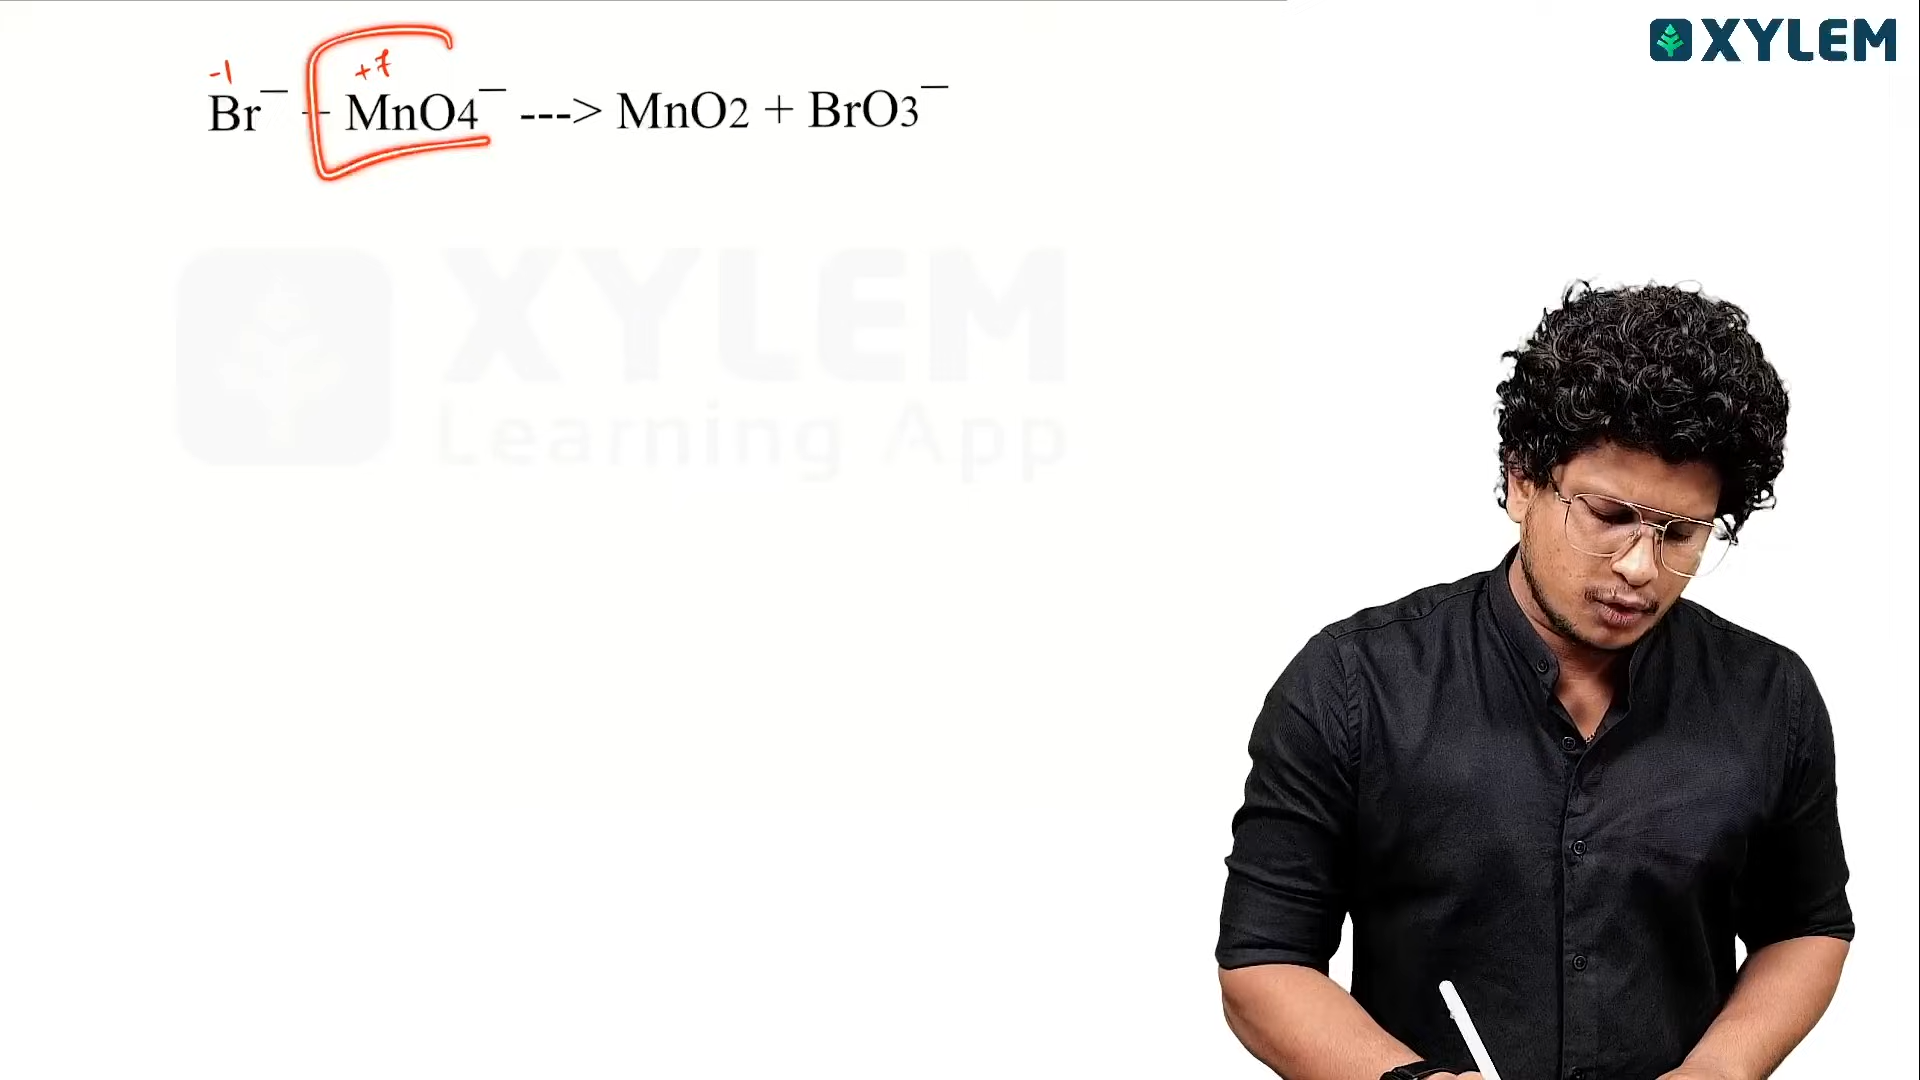 XYLEM
-1 +7
Br⁻ + MnO4⁻ ---> MnO2 + BrO3⁻
XYLEM
Learning App